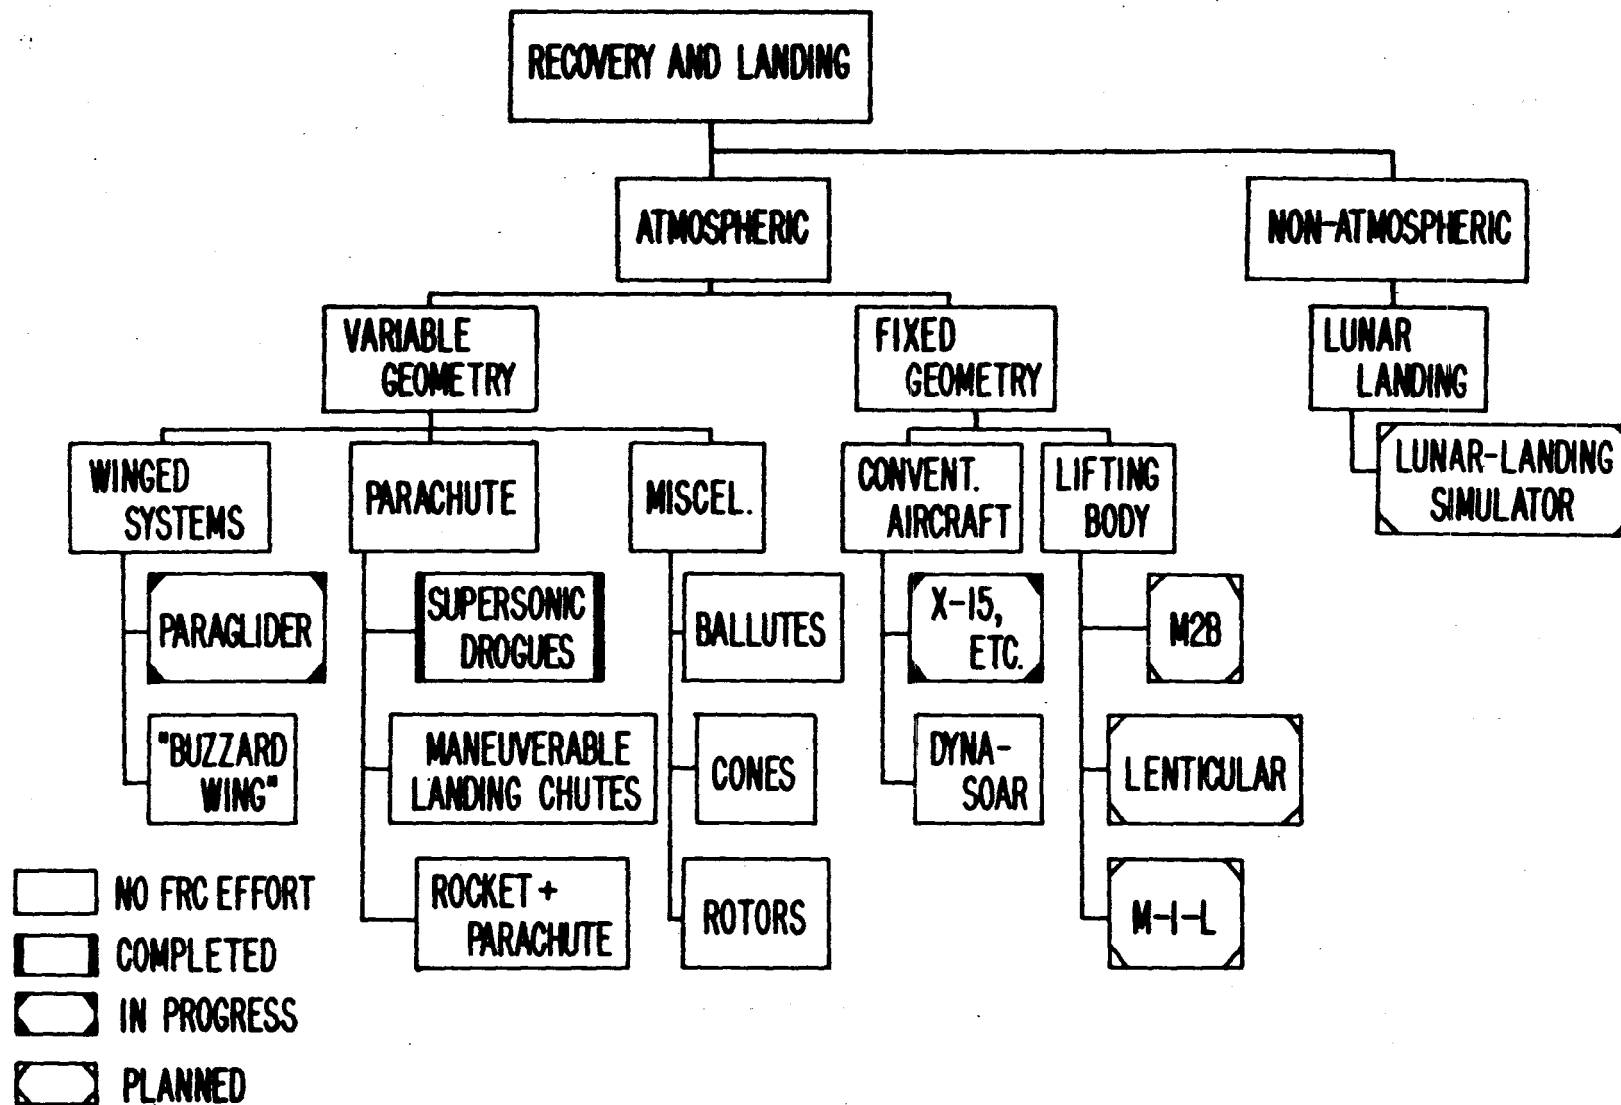 RECOVERY AND LANDING
ATMOSPHERIC
NON-ATMOSPHERIC
VARIABLE
GEOMETRY
FIXED
GEOMETRY
LUNAR
LANDING
WINGED
SYSTEMS
PARACHUTE
MISCEL.
CONVENT.
AIRCRAFT
LIFTING
BODY
LUNAR-LANDING
SIMULATOR
PARAGLIDER
SUPERSONIC
DROGUES
BALLUTES
X-15,
ETC.
M2B
"BUZZARD
WING"
MANEUVERABLE
LANDING CHUTES
CONES
DYNA-
SOAR
LENTICULAR
ROCKET +
PARACHUTE
ROTORS
M-1-L
NO FRC EFFORT
COMPLETED
IN PROGRESS
PLANNED